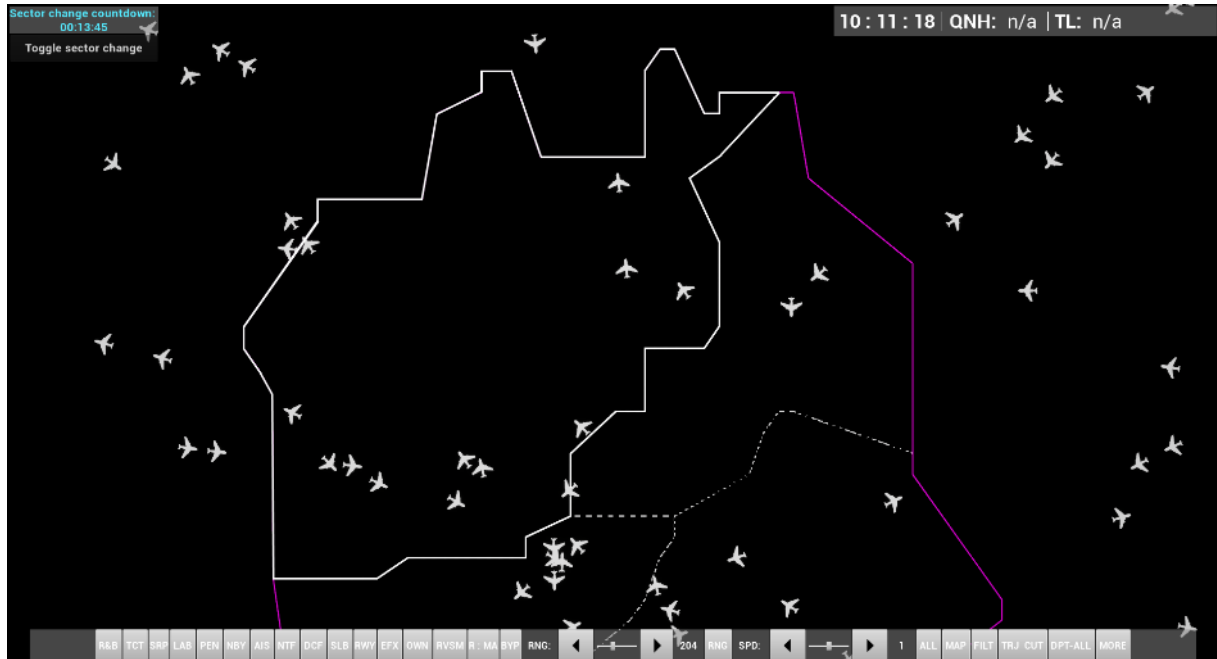 Sector change countdown:
00:13:45
Toggle sector change
10 : 11 : 18 | QNH: n/a | TL: n/a
R&B TCT SRP LAB PEN NBY AIS NTF DCF SLB RWY EFX OWN RVSM R : MA BYP RNG: 204 RNG SPD: 1 ALL MAP FILT TRJ CUT DPT-ALL MORE